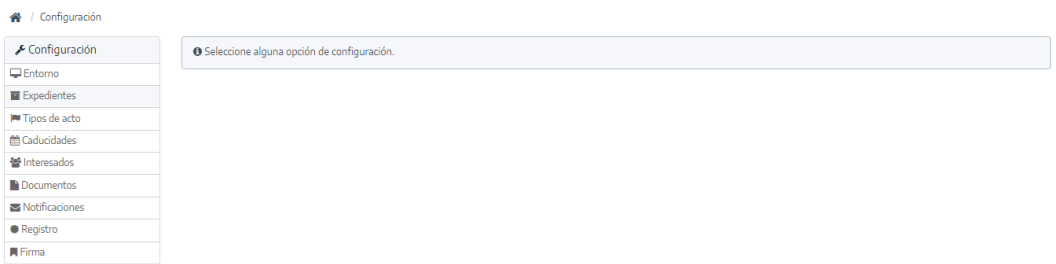 / Configuración
Configuración
Seleccione alguna opción de configuración.
Entorno
Expedientes
Tipos de acto
Caducidades
Interesados
Documentos
Notificaciones
Registro
Firma